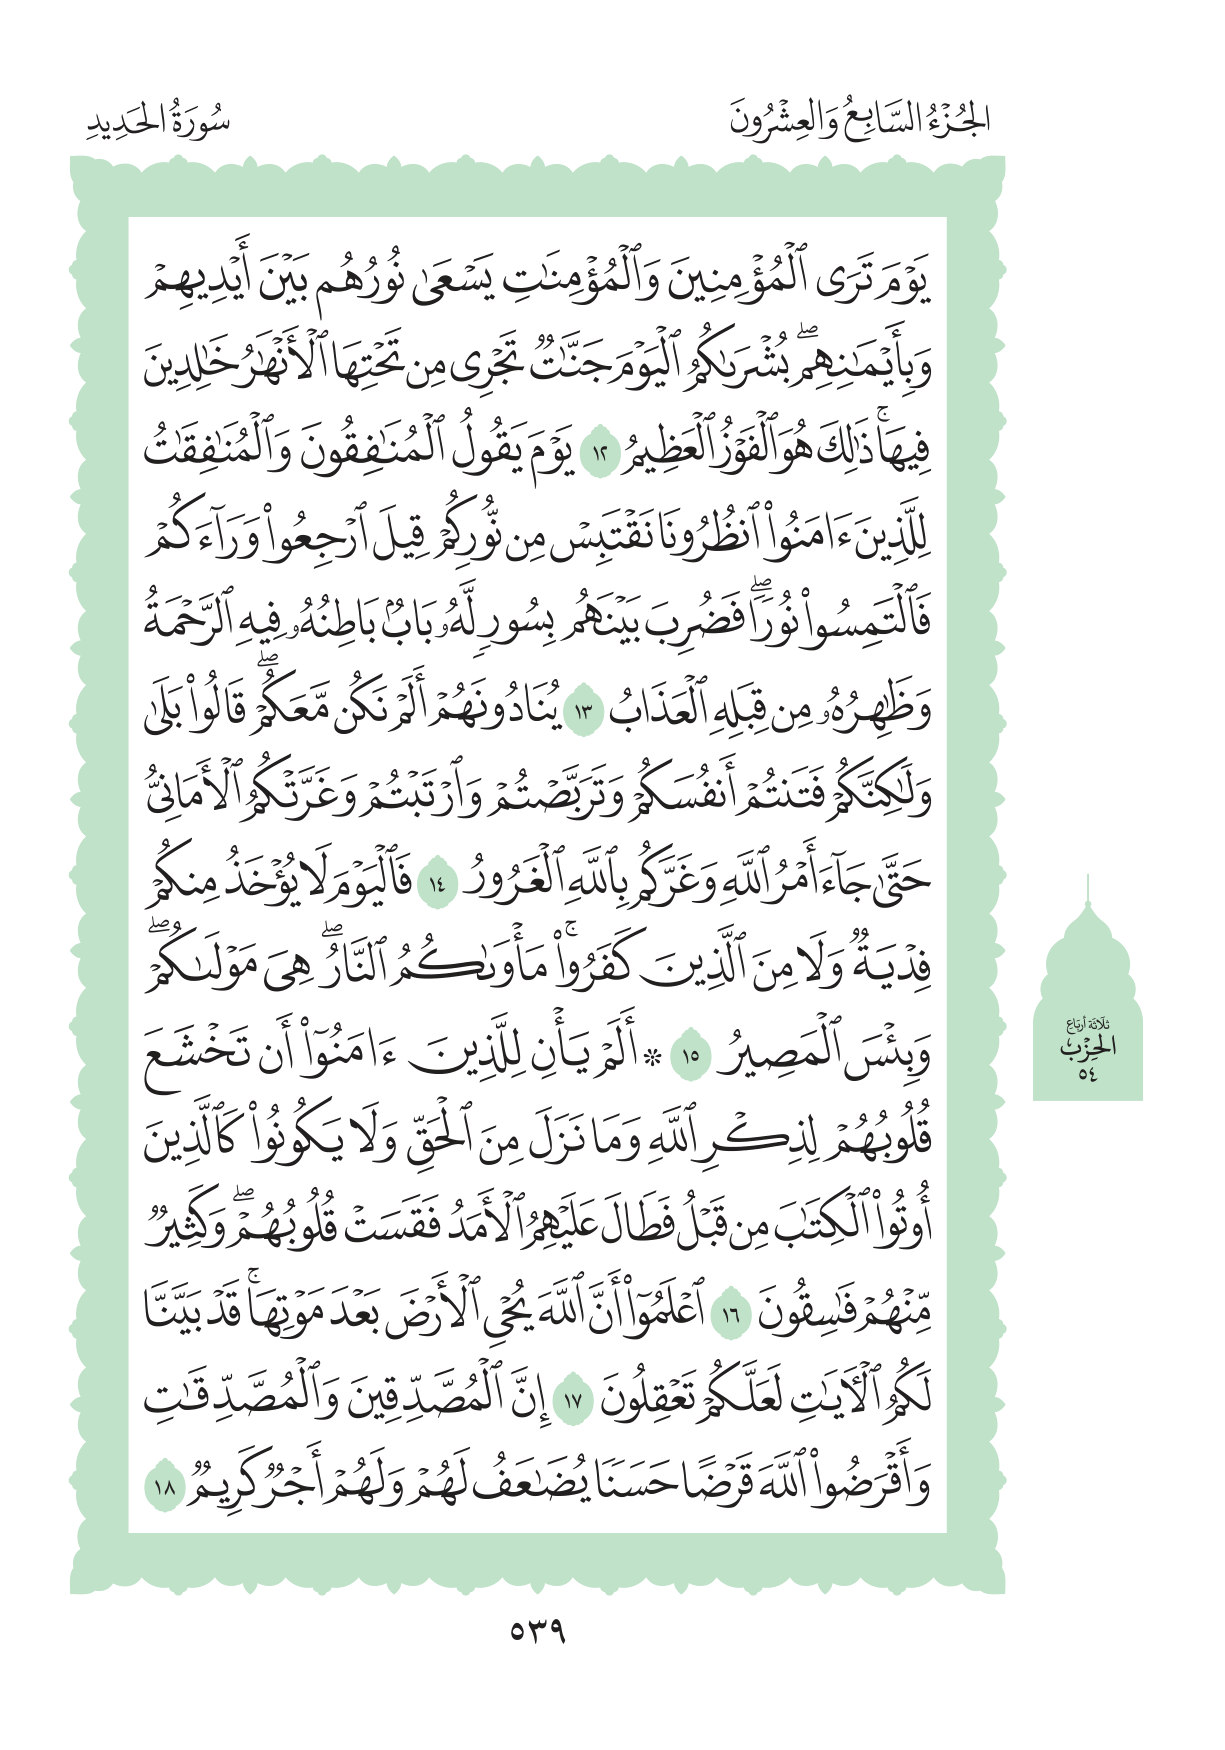 الجُزْءُ السَّابِعُ وَالعِشْرُونَ
سُورَةُ الحَدِيدِ
يَوْمَ تَرَى ٱلْمُؤْمِنِينَ وَٱلْمُؤْمِنَٰتِ يَسْعَىٰ نُورُهُم بَيْنَ أَيْدِيهِمْ
وَبِأَيْمَٰنِهِمۖ بُشْرَىٰكُمُ ٱلْيَوْمَ جَنَّٰتٌ تَجْرِى مِن تَحْتِهَا ٱلْأَنْهَٰرُ خَٰلِدِينَ
فِيهَاۚ ذَٰلِكَ هُوَ ٱلْفَوْزُ ٱلْعَظِيمُ ١٢ يَوْمَ يَقُولُ ٱلْمُنَٰفِقُونَ وَٱلْمُنَٰفِقَٰتُ
لِلَّذِينَ ءَامَنُوا۟ ٱنظُرُونَا نَقْتَبِسْ مِن نُّورِكُمْ قِيلَ ٱرْجِعُوا۟ وَرَآءَكُمْ
فَٱلْتَمِسُوا۟ نُورًاۖ فَضُرِبَ بَيْنَهُم بِسُورٍ لَّهُۥ بَابٌۢ بَاطِنُهُۥ فِيهِ ٱلرَّحْمَةُ
وَظَٰهِرُهُۥ مِن قِبَلِهِ ٱلْعَذَابُ ١٣ يُنَادُونَهُمْ أَلَمْ نَكُن مَّعَكُمْۖ قَالُوا۟ بَلَىٰ
وَلَٰكِنَّكُمْ فَتَنتُمْ أَنفُسَكُمْ وَتَرَبَّصْتُمْ وَٱرْتَبْتُمْ وَغَرَّتْكُمُ ٱلْأَمَانِىُّ
حَتَّىٰ جَآءَ أَمْرُ ٱللَّهِ وَغَرَّكُم بِٱللَّهِ ٱلْغَرُورُ ١٤ فَٱلْيَوْمَ لَا يُؤْخَذُ مِنكُمْ
فِدْيَةٌ وَلَا مِنَ ٱلَّذِينَ كَفَرُوا۟ۚ مَأْوَىٰكُمُ ٱلنَّارُۖ هِىَ مَوْلَىٰكُمْۖ
وَبِئْسَ ٱلْمَصِيرُ ١٥ ۞ أَلَمْ يَأْنِ لِلَّذِينَ ءَامَنُوٓا۟ أَن تَخْشَعَ
قُلُوبُهُمْ لِذِكْرِ ٱللَّهِ وَمَا نَزَلَ مِنَ ٱلْحَقِّ وَلَا يَكُونُوا۟ كَٱلَّذِينَ
أُوتُوا۟ ٱلْكِتَٰبَ مِن قَبْلُ فَطَالَ عَلَيْهِمُ ٱلْأَمَدُ فَقَسَتْ قُلُوبُهُمْۖ وَكَثِيرٌ
مِّنْهُمْ فَٰسِقُونَ ١٦ ٱعْلَمُوٓا۟ أَنَّ ٱللَّهَ يُحْىِ ٱلْأَرْضَ بَعْدَ مَوْتِهَاۚ قَدْ بَيَّنَّا
لَكُمُ ٱلْءَايَٰتِ لَعَلَّكُمْ تَعْقِلُونَ ١٧ إِنَّ ٱلْمُصَّدِّقِينَ وَٱلْمُصَّدِّقَٰتِ
وَأَقْرَضُوا۟ ٱللَّهَ قَرْضًا حَسَنًا يُضَٰعَفُ لَهُمْ وَلَهُمْ أَجْرٌ كَرِيمٌ ١٨
ثلَاثَة أربَاع
الحِزْب
٥٤
٥٣٩